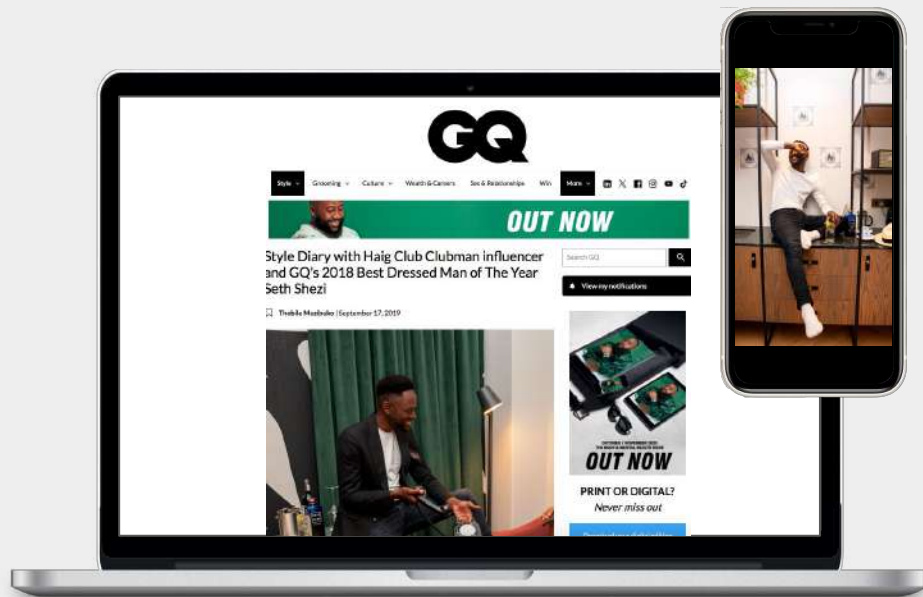 GQ
Style Grooming Culture Wealth & Careers Sex & Relationships Win More
OUT NOW
Style Diary with Haig Club Clubman influencer
and GQ's 2018 Best Dressed Man of The Year
Seth Shezi
Search GQ
View my notifications
September 17, 2019
OUT NOW
PRINT OR DIGITAL?
Never miss out